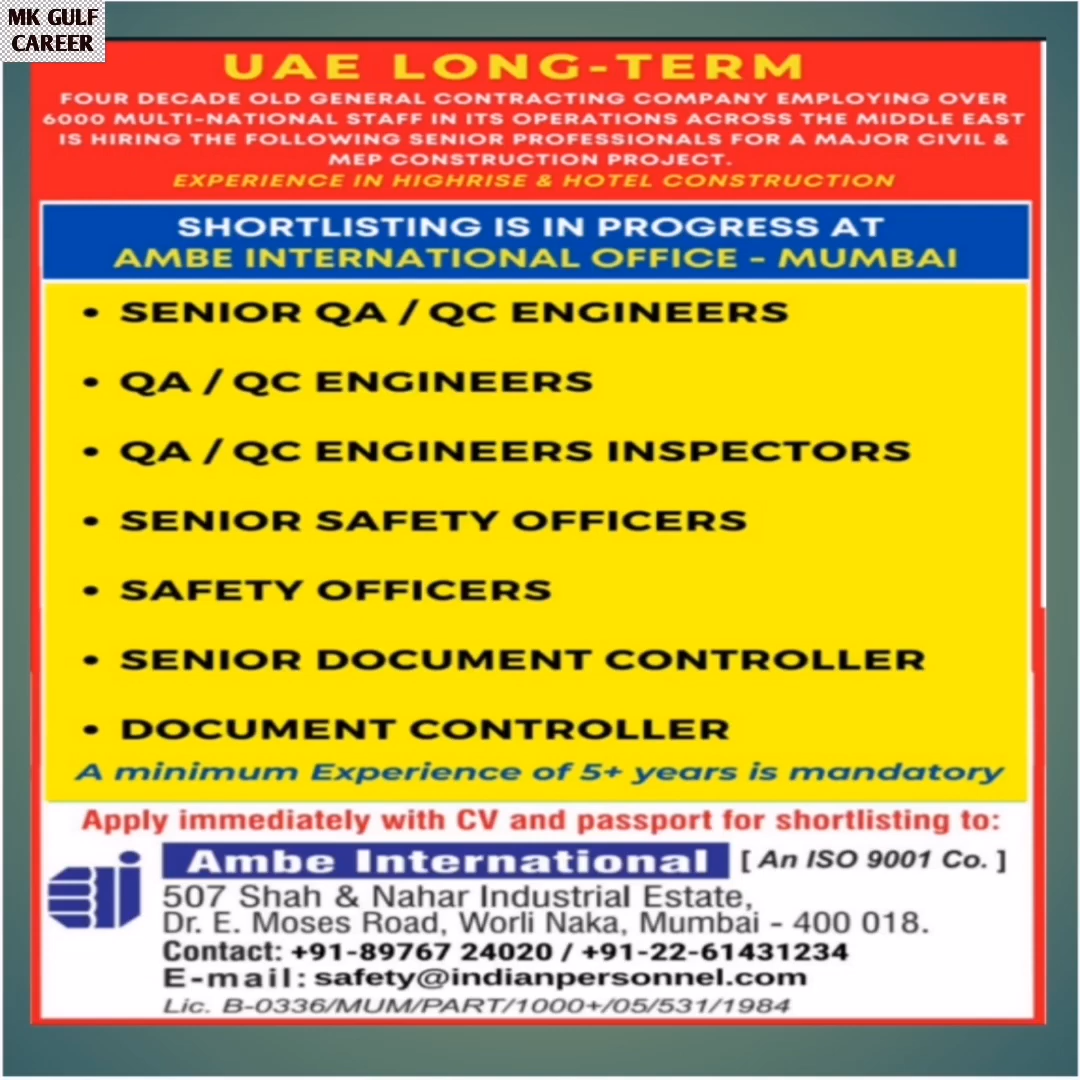 MK GULF
CAREER
UAE LONG-TERM
FOUR DECADE OLD GENERAL CONTRACTING COMPANY EMPLOYING OVER
6000 MULTI-NATIONAL STAFF IN ITS OPERATIONS ACROSS THE MIDDLE EAST
IS HIRING THE FOLLOWING SENIOR PROFESSIONALS FOR A MAJOR CIVIL &
MEP CONSTRUCTION PROJECT.
EXPERIENCE IN HIGHRISE & HOTEL CONSTRUCTION
SHORTLISTING IS IN PROGRESS AT
AMBE INTERNATIONAL OFFICE - MUMBAI
• SENIOR QA / QC ENGINEERS
• QA / QC ENGINEERS
• QA / QC ENGINEERS INSPECTORS
• SENIOR SAFETY OFFICERS
• SAFETY OFFICERS
• SENIOR DOCUMENT CONTROLLER
• DOCUMENT CONTROLLER
A minimum Experience of 5+ years is mandatory
Apply immediately with CV and passport for shortlisting to:
Ambe International [ An ISO 9001 Co. ]
507 Shah & Nahar Industrial Estate,
Dr. E. Moses Road, Worli Naka, Mumbai - 400 018.
Contact: +91-89767 24020 / +91-22-61431234
E-mail: safety@indianpersonnel.com
Lic. B-0336/MUM/PART/1000+/05/531/1984